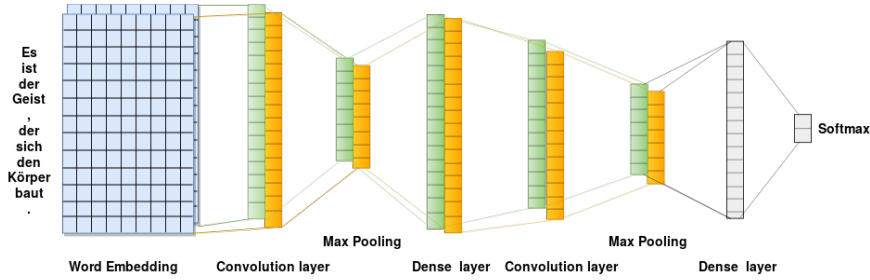 Es
ist
der
Geist
,
der
sich
den
Körper
baut
.
Softmax
Max Pooling
Max Pooling
Word Embedding
Convolution layer
Dense layer
Convolution layer
Dense layer